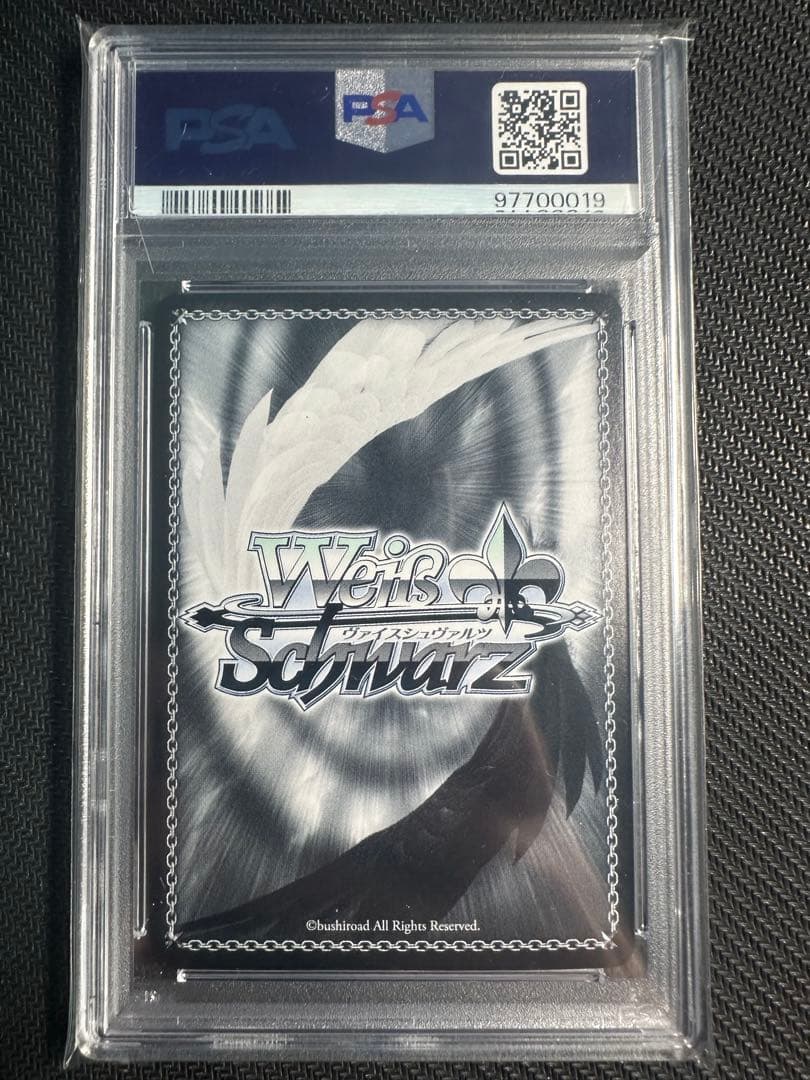 PSA
PSA
97700019
Weiß
ヴァイスシュヴァルツ
Schwarz
©bushiroad All Rights Reserved.